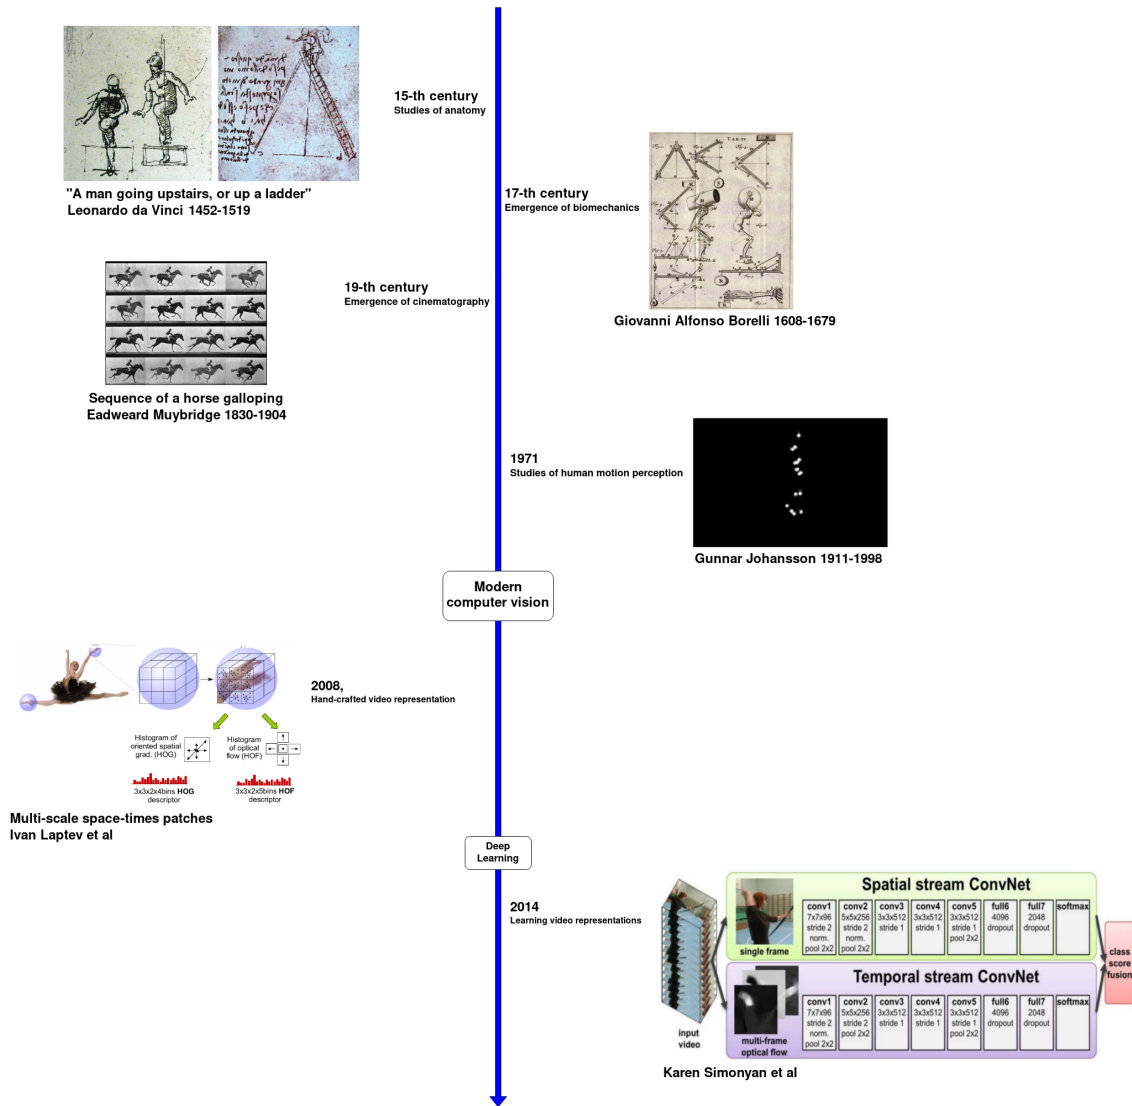 15-th century
Studies of anatomy
"A man going upstairs, or up a ladder"
Leonardo da Vinci 1452-1519
TAB. IV
17-th century
Emergence of biomechanics
Giovanni Alfonso Borelli 1608-1679
19-th century
Emergence of cinematography
Sequence of a horse galloping
Eadweard Muybridge 1830-1904
1971
Studies of human motion perception
Gunnar Johansson 1911-1998
Modern
computer vision
2008,
Hand-crafted video representation
Histogram of
oriented spatial
grad. (HOG)
Histogram
of optical
flow (HOF)
3x3x2x4bins HOG
descriptor
3x3x2x5bins HOF
descriptor
Multi-scale space-times patches
Ivan Laptev et al
Deep
Learning
2014
Learning video representations
input
video
Spatial stream ConvNet
single frame
conv1
7x7x96
stride 2
norm.
pool 2x2
conv2
5x5x256
stride 2
norm.
pool 2x2
conv3
3x3x512
stride 1
conv4
3x3x512
stride 1
conv5
3x3x512
stride 1
pool 2x2
full6
4096
dropout
full7
2048
dropout
softmax
Temporal stream ConvNet
multi-frame
optical flow
conv1
7x7x96
stride 2
norm.
pool 2x2
conv2
5x5x256
stride 2
pool 2x2
conv3
3x3x512
stride 1
conv4
3x3x512
stride 1
conv5
3x3x512
stride 1
pool 2x2
full6
4096
dropout
full7
2048
dropout
softmax
class
score
fusion
Karen Simonyan et al